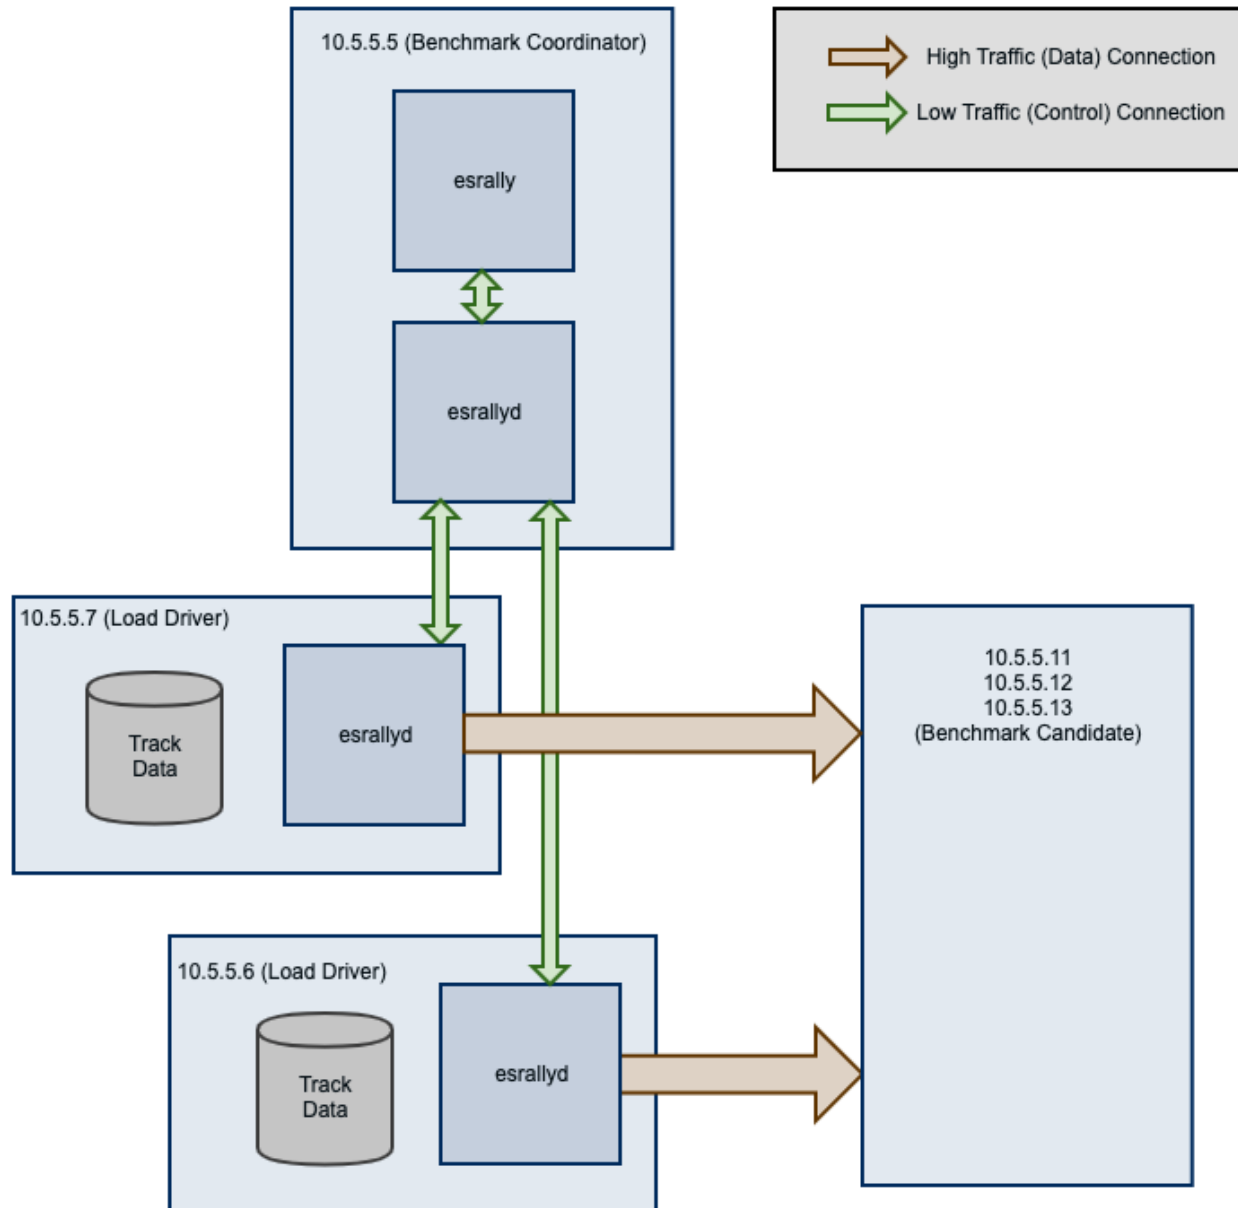 10.5.5.5 (Benchmark Coordinator)
esrally
esrallyd
High Traffic (Data) Connection
Low Traffic (Control) Connection
10.5.5.7 (Load Driver)
Track
Data
esrallyd
10.5.5.11
10.5.5.12
10.5.5.13
(Benchmark Candidate)
10.5.5.6 (Load Driver)
Track
Data
esrallyd